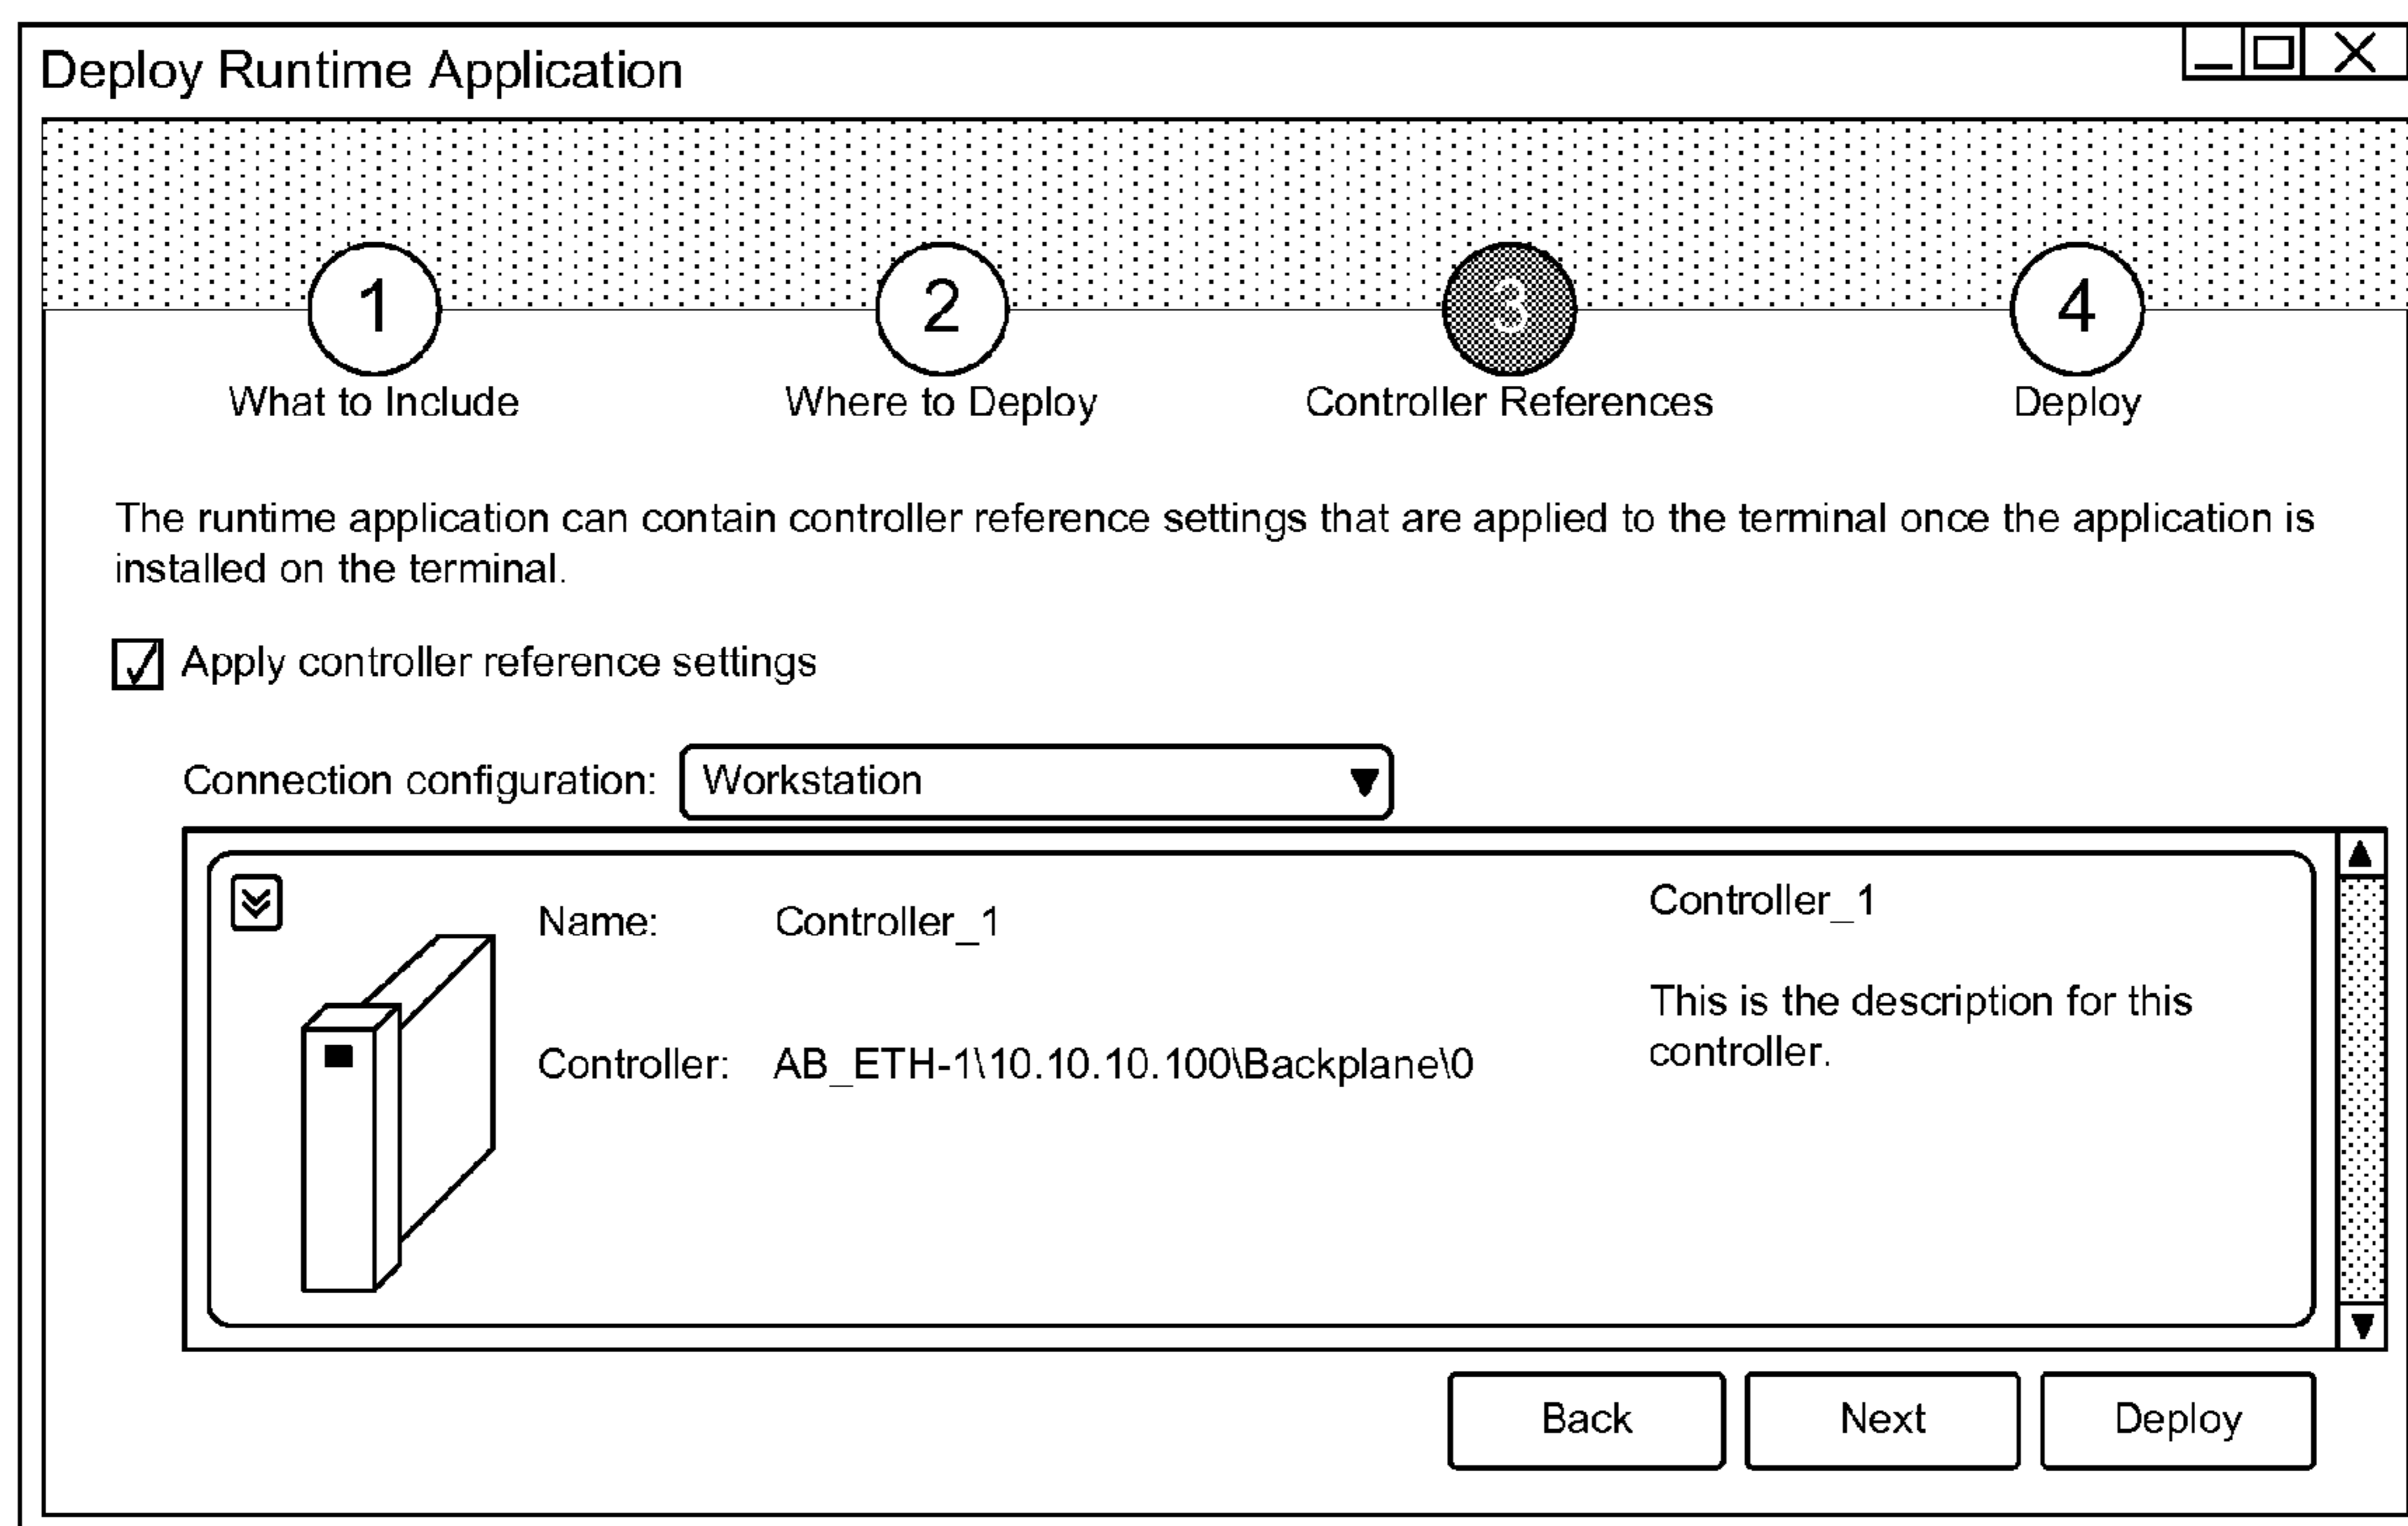 Deploy Runtime Application
1
2
3
4
What to Include
Where to Deploy
Controller References
Deploy
The runtime application can contain controller reference settings that are applied to the terminal once the application is
installed on the terminal.
Apply controller reference settings
Connection configuration:
Workstation
Name:
Controller_1
Controller:
AB_ETH-1\10.10.10.100\Backplane\0
Controller_1
This is the description for this
controller.
Back
Next
Deploy